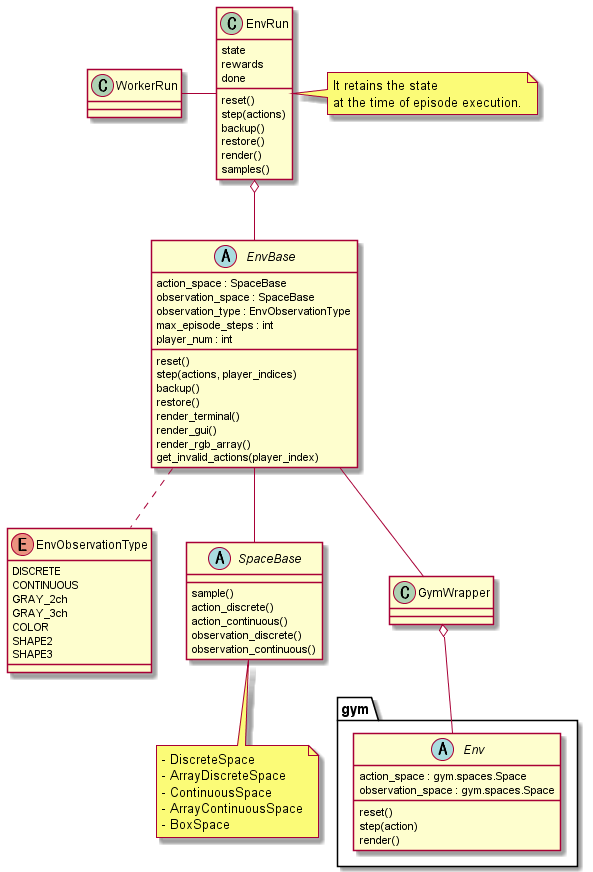 C EnvRun
state
rewards
done
reset()
step(actions)
backup()
restore()
render()
samples()
C WorkerRun
It retains the state
at the time of episode execution.
A EnvBase
action_space : SpaceBase
observation_space : SpaceBase
observation_type : EnvObservationType
max_episode_steps : int
player_num : int
reset()
step(actions, player_indices)
backup()
restore()
render_terminal()
render_gui()
render_rgb_array()
get_invalid_actions(player_index)
E EnvObservationType
DISCRETE
CONTINUOUS
GRAY_2ch
GRAY_3ch
COLOR
SHAPE2
SHAPE3
A SpaceBase
sample()
action_discrete()
action_continuous()
observation_discrete()
observation_continuous()
C GymWrapper
- DiscreteSpace
- ArrayDiscreteSpace
- ContinuousSpace
- ArrayContinuousSpace
- BoxSpace
gym
A Env
action_space : gym.spaces.Space
observation_space : gym.spaces.Space
reset()
step(action)
render()